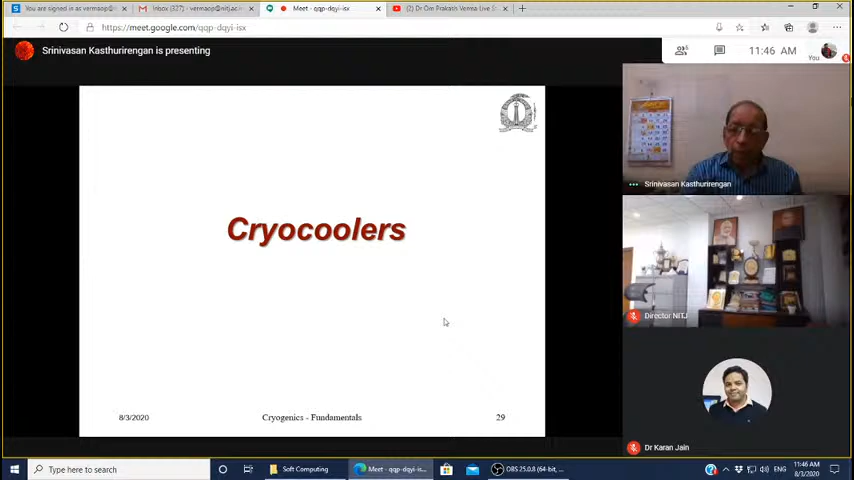 You are signed in as vermaop@
Inbox (327) - vermaop@nitj.ac.in
Meet - qqp-dqyi-isx
(2) Dr Om Prakash Verma Live S
https://meet.google.com/qqp-dqyi-isx
Srinivasan Kasthurirengan is presenting
11:46 AM
You
Cryocoolers
8/3/2020
Cryogenics - Fundamentals
29
Srinivasan Kasthurirengan
Director NITJ
Dr Karan Jain
Type here to search
Soft Computing
Meet - qqp-dqyi-isx...
OBS 25.0.8 (64-bit, ...
ENG
11:46 AM
8/3/2020